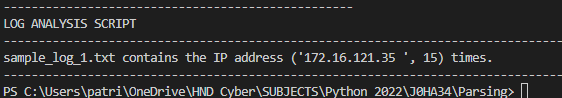 ------------------------------------------------
LOG ANALYSIS SCRIPT
--------------------------------------------------------------------------------
sample_log_1.txt contains the IP address ('172.16.121.35 ', 15) times.
--------------------------------------------------------------------------------
PS C:\Users\patri\OneDrive\HND Cyber\SUBJECTS\Python 2022\J0HA34\Parsing>